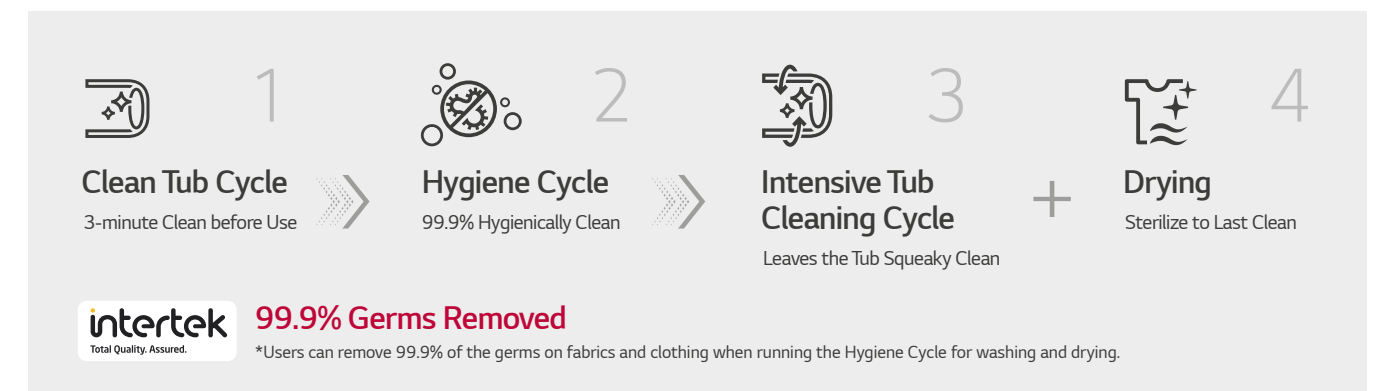 1
Clean Tub Cycle
3-minute Clean before Use
2
Hygiene Cycle
99.9% Hygienically Clean
3
Intensive Tub
Cleaning Cycle
Leaves the Tub Squeaky Clean
+
4
Drying
Sterilize to Last Clean
intertek
Total Quality. Assured.
99.9% Germs Removed
*Users can remove 99.9% of the germs on fabrics and clothing when running the Hygiene Cycle for washing and drying.